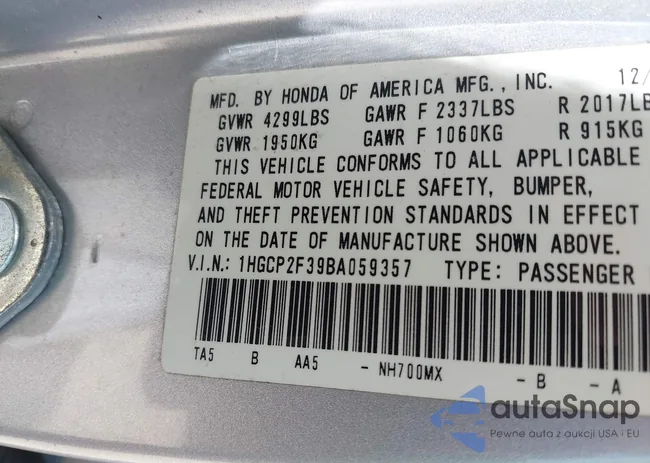 MFD. BY HONDA OF AMERICA MFG., INC. 12/
GVWR 4299LBS GAWR F 2337LBS R 2017LB
GVWR 1950KG GAWR F 1060KG R 915KG
THIS VEHICLE CONFORMS TO ALL APPLICABLE
FEDERAL MOTOR VEHICLE SAFETY, BUMPER,
AND THEFT PREVENTION STANDARDS IN EFFECT
ON THE DATE OF MANUFACTURE SHOWN ABOVE.
V.I.N.: 1HGCP2F39BA059357 TYPE: PASSENGER
TA5 B AA5 - NH700MX - B - A
autaSnap
Pewne auta z aukcji USA i EU